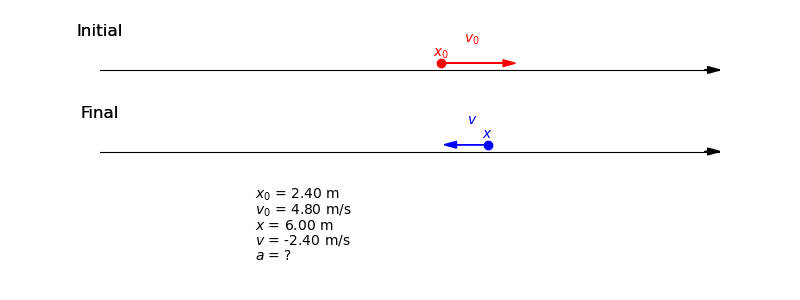 Initial
v₀
x₀
Final
v
x
x₀ = 2.40 m
v₀ = 4.80 m/s
x = 6.00 m
v = -2.40 m/s
a = ?